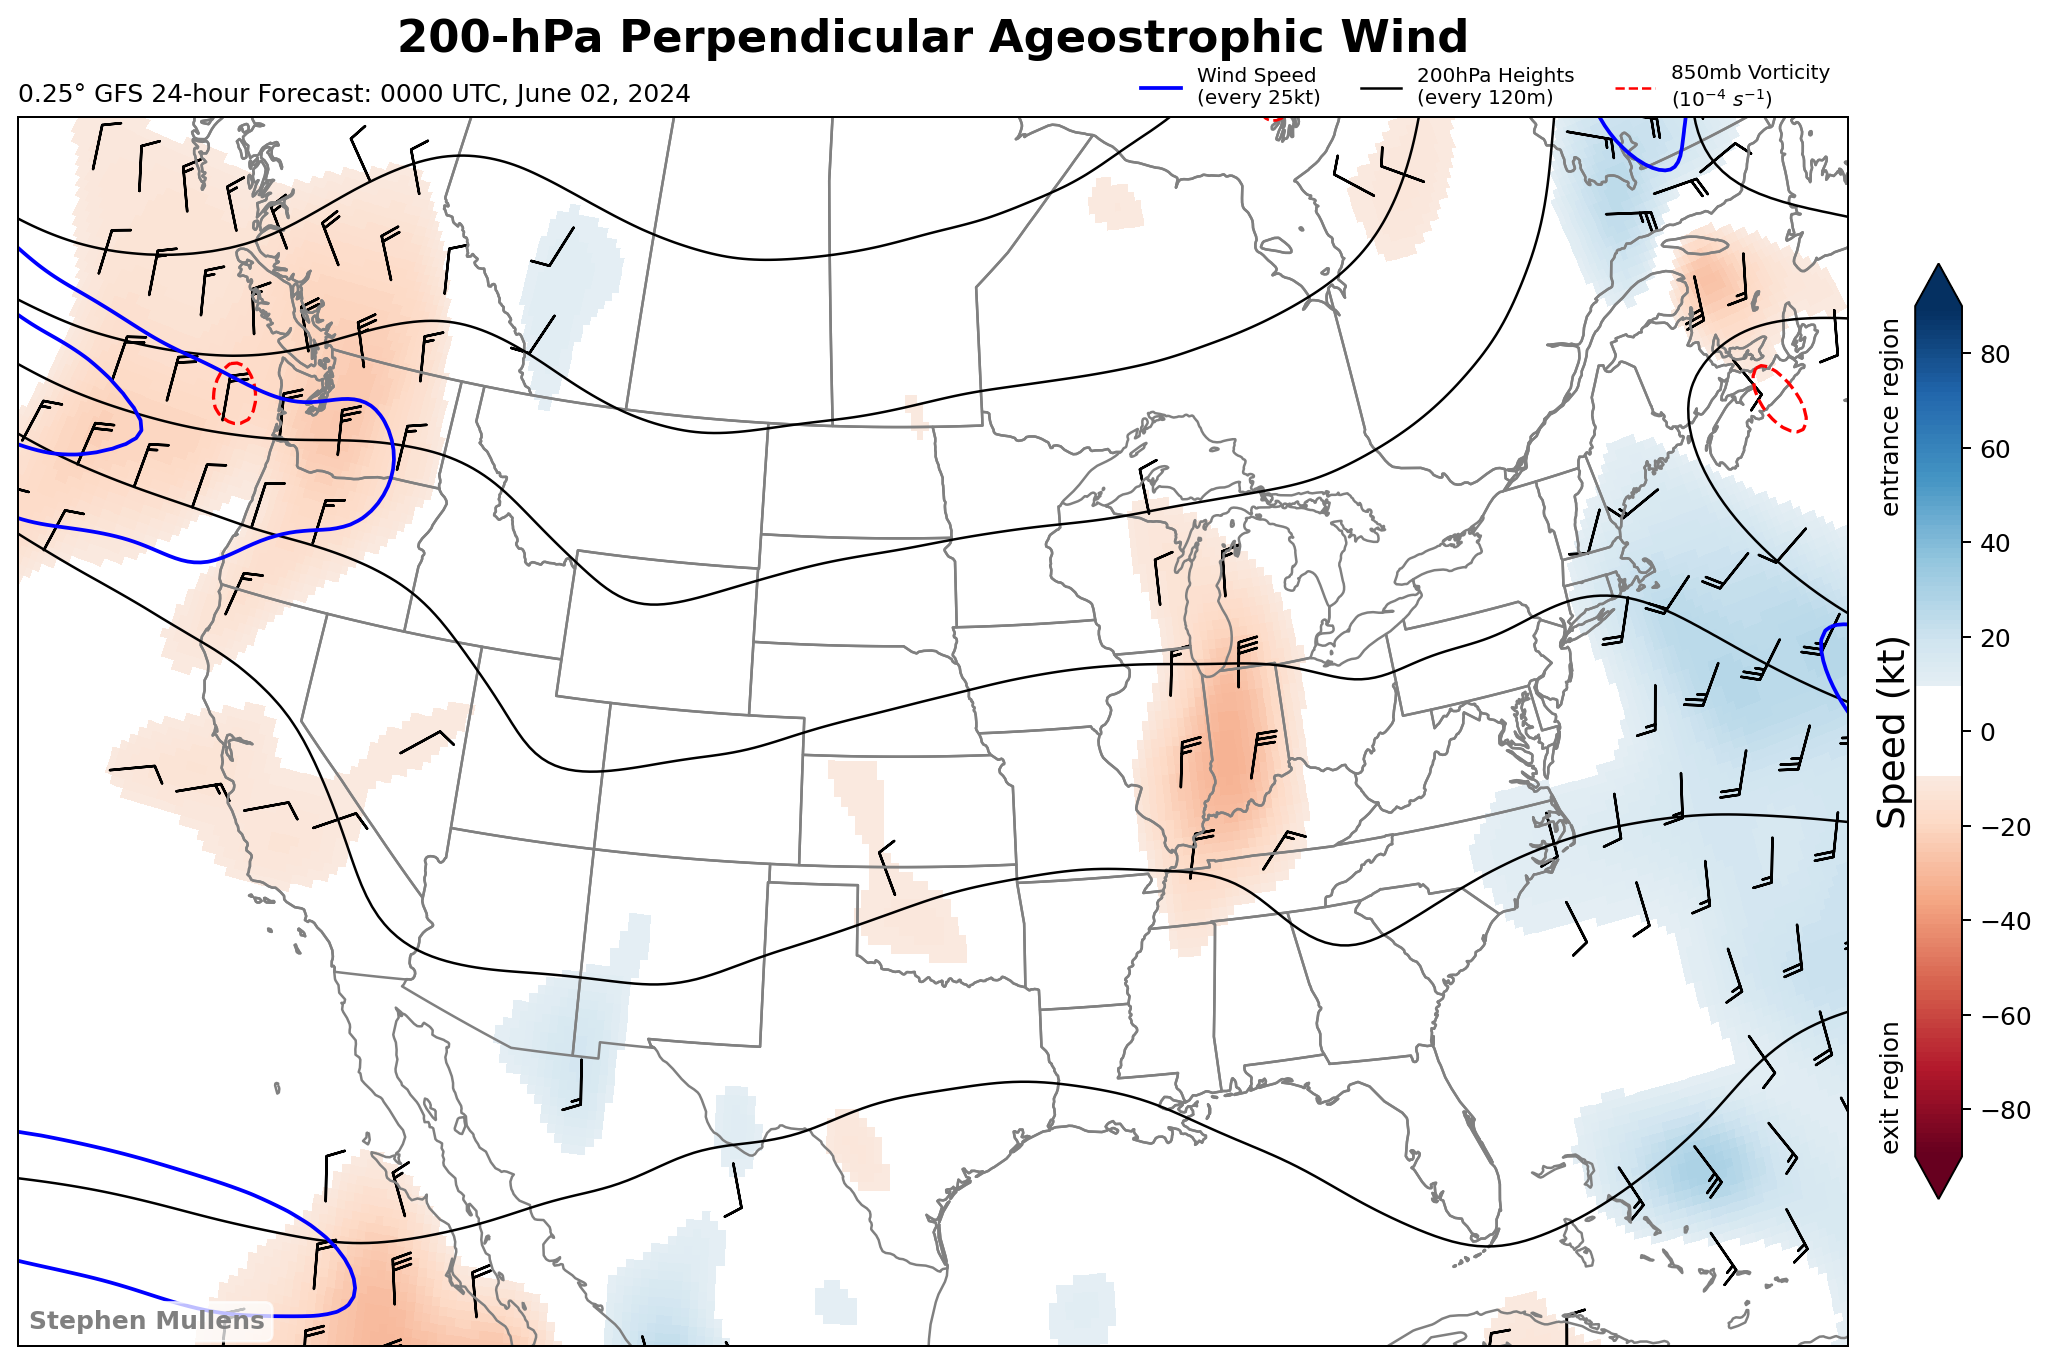 200-hPa Perpendicular Ageostrophic Wind
0.25° GFS 24-hour Forecast: 0000 UTC, June 02, 2024
Wind Speed
(every 25kt)
200hPa Heights
(every 120m)
850mb Vorticity
(10⁻⁴ s⁻¹)
entrance region
Speed (kt)
exit region
80
60
40
20
0
−20
−40
−60
−80
Stephen Mullens